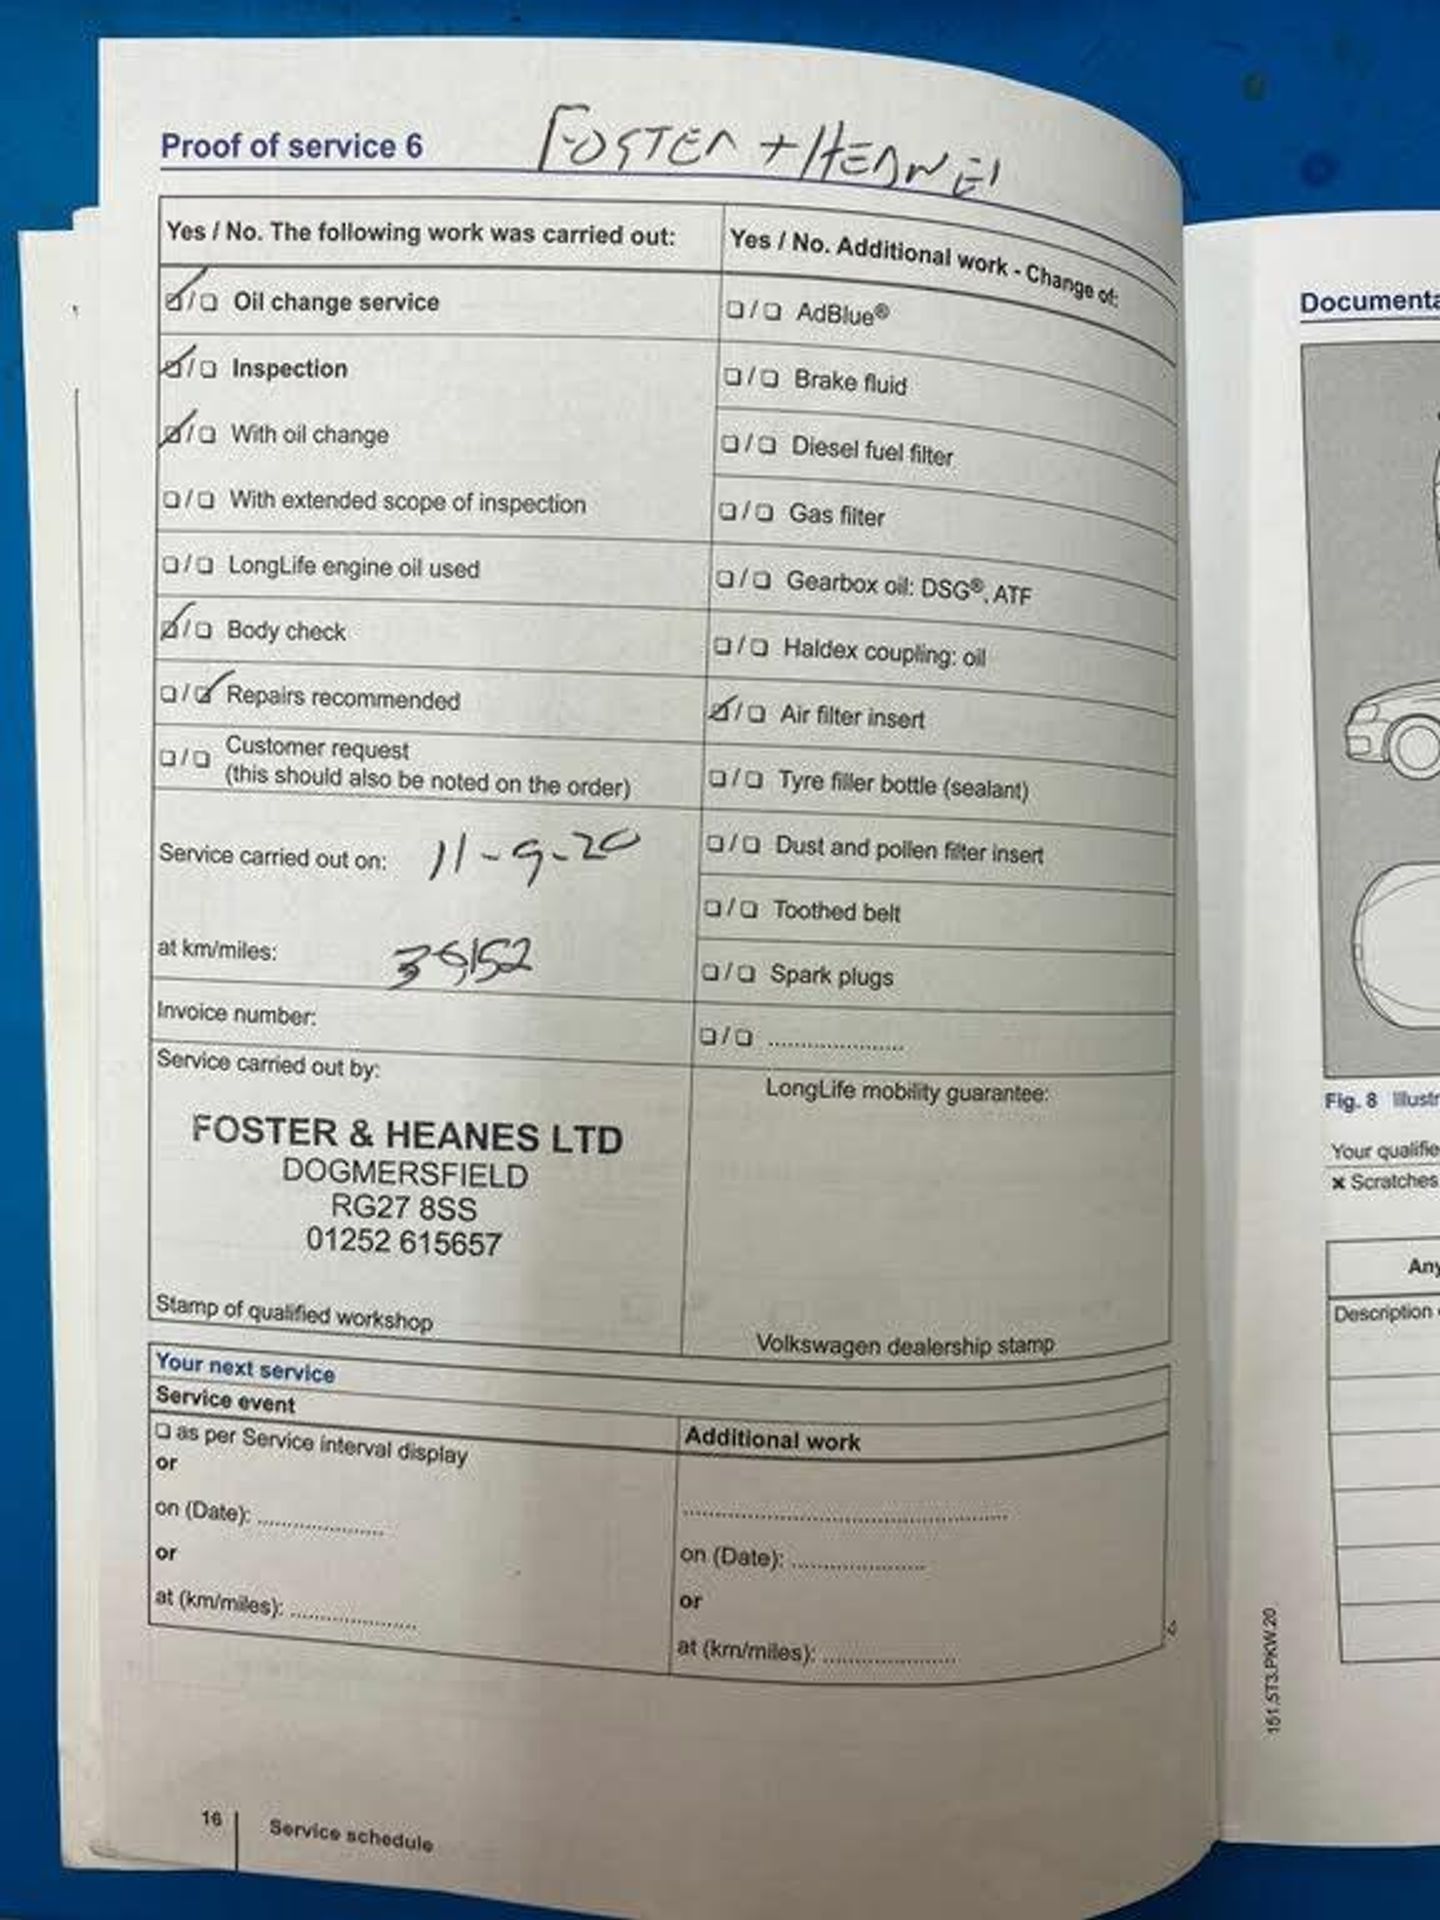 Proof of service 6
FOSTER + HEANES
Yes / No. The following work was carried out:
☑/❏ Oil change service
☑/❏ Inspection
☑/❏ With oil change
❏/❏ With extended scope of inspection
❏/❏ LongLife engine oil used
☑/❏ Body check
❏/☑ Repairs recommended
❏/❏ Customer request
(this should also be noted on the order)
Service carried out on: 11-9-20
at km/miles:
Invoice number:
Service carried out by:
FOSTER & HEANES LTD
DOGMERSFIELD
RG27 8SS
01252 615657
Stamp of qualified workshop
Yes / No. Additional work - Change of:
❏/❏ AdBlue®
❏/❏ Brake fluid
❏/❏ Diesel fuel filter
❏/❏ Gas filter
❏/❏ Gearbox oil: DSG®, ATF
❏/❏ Haldex coupling: oil
☑/❏ Air filter insert
❏/❏ Tyre filler bottle (sealant)
❏/❏ Dust and pollen filter insert
❏/❏ Toothed belt
❏/❏ Spark plugs
❏/❏ ....................
LongLife mobility guarantee:
Volkswagen dealership stamp
Your next service
Service event
❏ as per Service interval display
or
on (Date): ....................
or
at (km/miles): ....................
Additional work
..................................................
on (Date): ....................
or
at (km/miles): ....................
16
Service schedule
Documenta
Fig. 8 Illustr
Your qualifie
✖ Scratches
Any
Description
151.5T3.PKW.20